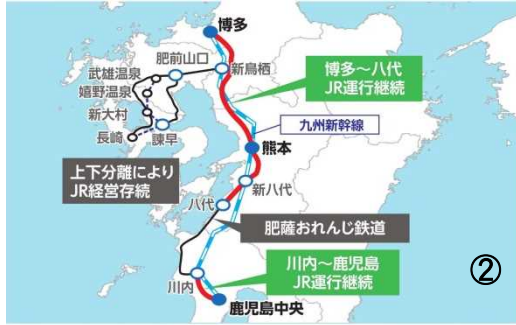 博多
肥前山口
新鳥栖
武雄温泉
嬉野温泉
新大村
長崎
諫早
博多～八代
JR運行継続
九州新幹線
熊本
上下分離により
JR経営存続
新八代
八代
肥薩おれんじ鉄道
川内～鹿児島
JR運行継続
川内
鹿児島中央
②